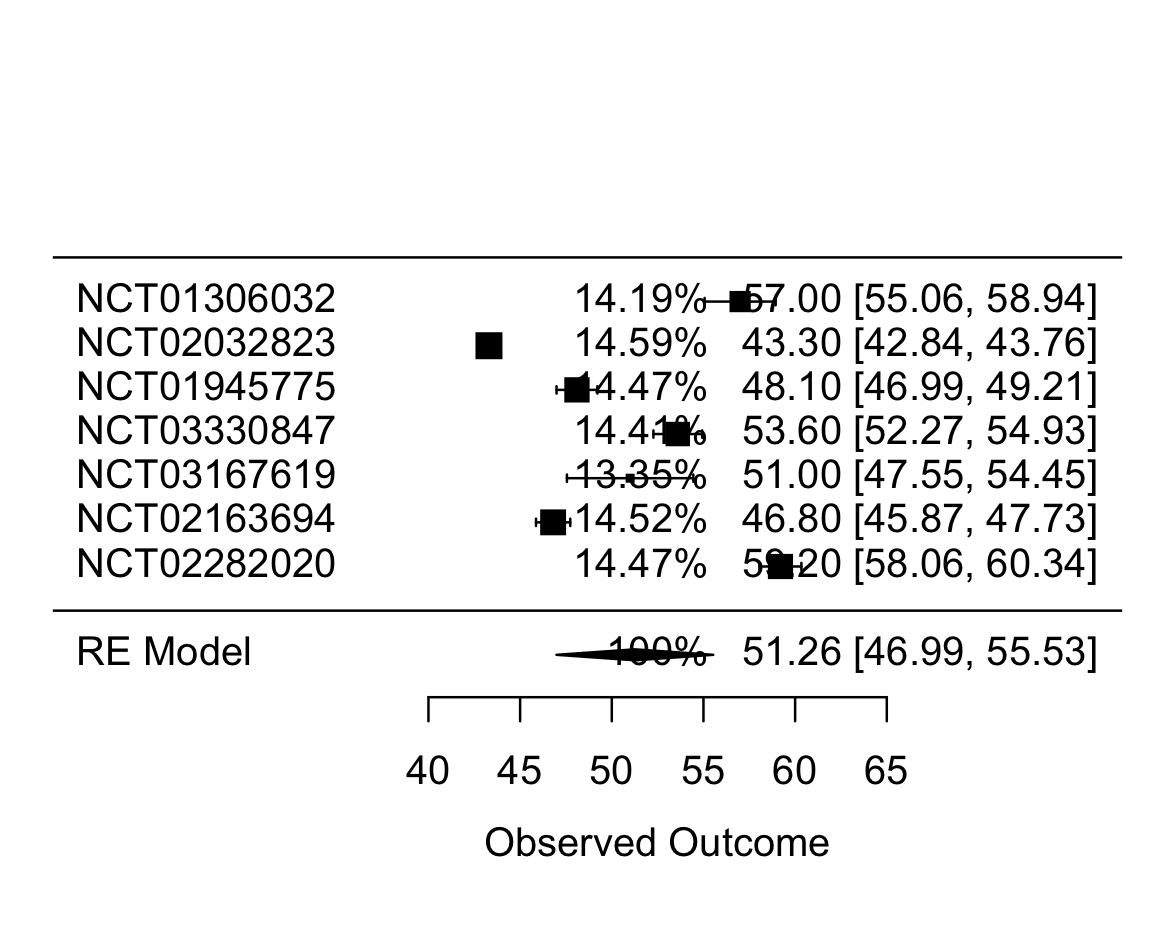 NCT01306032 14.19% 57.00 [55.06, 58.94]
NCT02032823 14.59% 43.30 [42.84, 43.76]
NCT01945775 14.47% 48.10 [46.99, 49.21]
NCT03330847 14.41% 53.60 [52.27, 54.93]
NCT03167619 13.35% 51.00 [47.55, 54.45]
NCT02163694 14.52% 46.80 [45.87, 47.73]
NCT02282020 14.47% 59.20 [58.06, 60.34]
RE Model 100% 51.26 [46.99, 55.53]
40 45 50 55 60 65
Observed Outcome